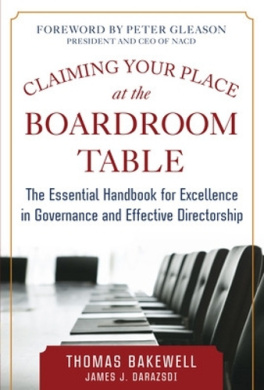 FOREWORD BY PETER GLEASON
PRESIDENT AND CEO OF NACD
CLAIMING YOUR PLACE
at the
BOARDROOM
TABLE
The Essential Handbook for Excellence
in Governance and Effective Directorship
THOMAS BAKEWELL
JAMES J. DARAZSDI